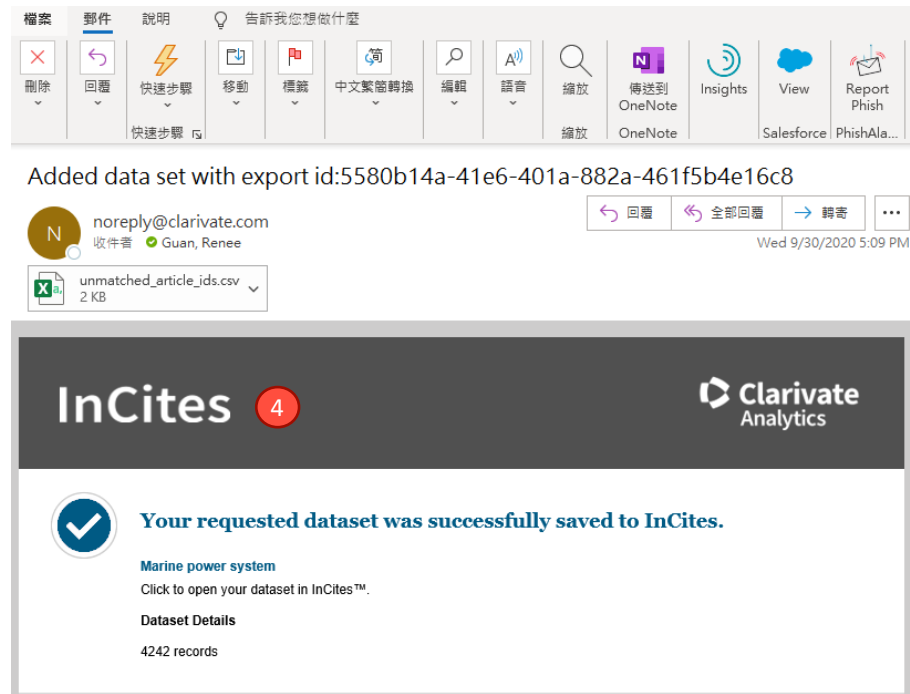 檔案 郵件 說明 告訴我您想做什麼
刪除 回覆 快速步驟 移動 標籤 中文繁簡轉換 編輯 語音 縮放 傳送到 OneNote Insights View Report Phish
快速步驟 縮放 OneNote Salesforce PhishAla...
Added data set with export id:5580b14a-41e6-401a-882a-461f5b4e16c8
N
noreply@clarivate.com
收件者 Guan, Renee
回覆 全部回覆 轉寄 ...
Wed 9/30/2020 5:09 PM
unmatched_article_ids.csv
2 KB
InCites 4
Clarivate
Analytics
Your requested dataset was successfully saved to InCites.
Marine power system
Click to open your dataset in InCites™.
Dataset Details
4242 records